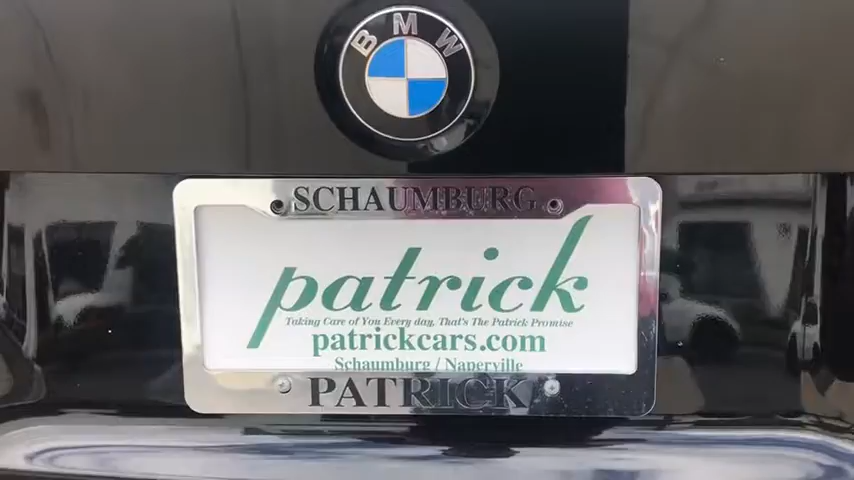 BMW
SCHAUMBURG
patrick
Taking Care of You Every day, That's The Patrick Promise
patrickcars.com
Schaumburg / Naperville
PATRICK